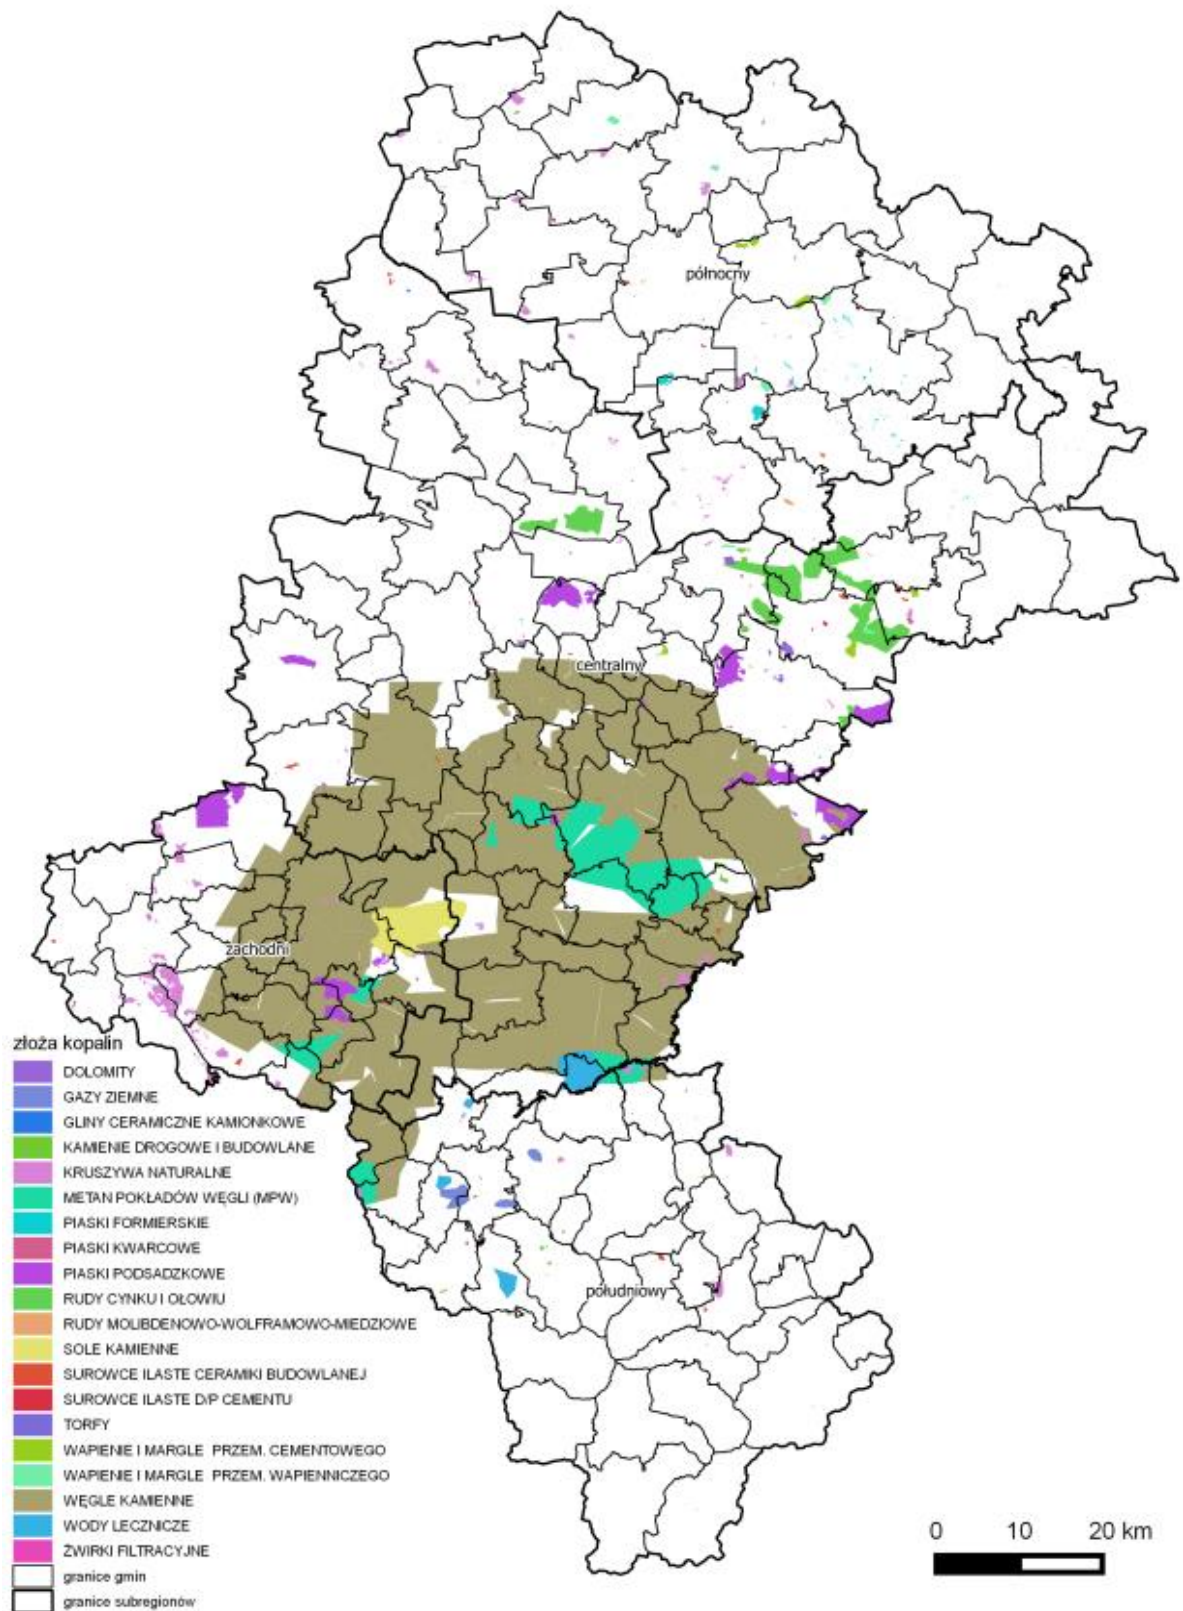 północny
centralny
zachodni
południowy
złoża kopalin
DOLOMITY
GAZY ZIEMNE
GLINY CERAMICZNE KAMIONKOWE
KAMIENIE DROGOWE I BUDOWLANE
KRUSZYWA NATURALNE
METAN POKŁADÓW WĘGLI (MPW)
PIASKI FORMIERSKIE
PIASKI KWARCOWE
PIASKI PODSADZKOWE
RUDY CYNKU I OŁOWIU
RUDY MOLIBDENOWO-WOLFRAMOWO-MIEDZIOWE
SOLE KAMIENNE
SUROWCE ILASTE CERAMIKI BUDOWLANEJ
SUROWCE ILASTE D/P CEMENTU
TORFY
WAPIENIE I MARGLE PRZEM. CEMENTOWEGO
WAPIENIE I MARGLE PRZEM. WAPIENNICZEGO
WĘGLE KAMIENNE
WODY LECZNICZE
ŻWIRKI FILTRACYJNE
granice gmin
granice subregionów
0 10 20 km